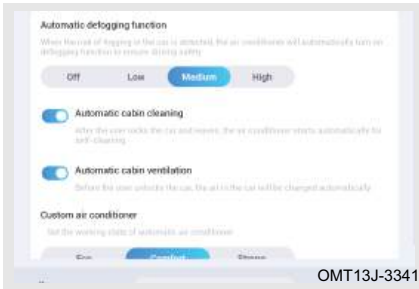 Automatic defogging function
When the risk of fogging in the car is detected, the air conditioner will automatically turn on
defogging function to ensure driving safety
Off Low Medium High
Automatic cabin cleaning
After the user locks the car and leaves, the air conditioner starts automatically for
self-cleaning
Automatic cabin ventilation
Before the user unlocks the car, the air in the car will be changed automatically
Custom air conditioner
Set the working state of automatic air conditioner
Eco Comfort Strong
OMT13J-3341